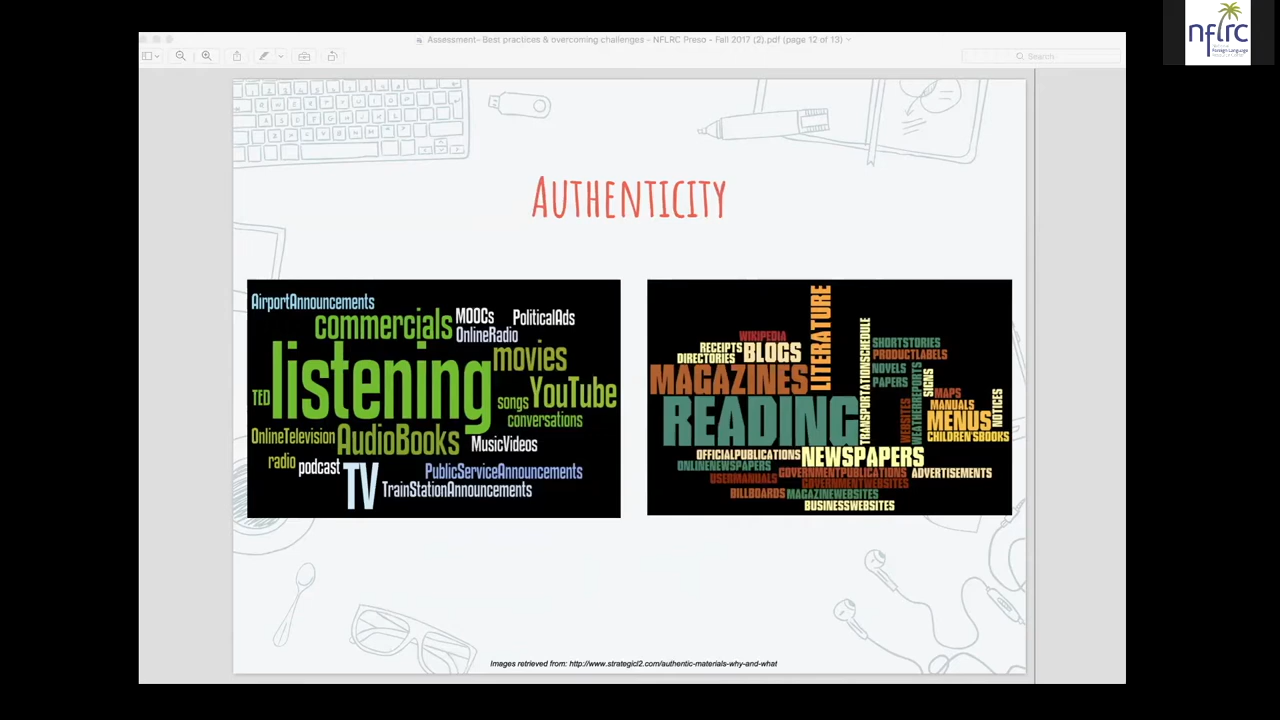 Assessment- Best practices & overcoming challenges - NFLRC Preso - Fall 2017 (2).pdf (page 12 of 13)
Search
nflrc
Foreign Language
AUTHENTICITY
AirportAnnouncements
commercials
MOOCs
PoliticalAds
OnlineRadio
listening
movies
TED
YouTube
songs
conversations
OnlineTelevision
AudioBooks
MusicVideos
radio
podcast
TV
PublicServiceAnnouncements
TrainStationAnnouncements
LITERATURE
WIKIPEDIA
RECEIPTS
BLOGS
DIRECTORIES
MAGAZINES
READING
TRANSPORTATIONSCHEDULE
SHORTSTORIES
PRODUCTLABELS
NOVELS
PAPERS
WEATHERREPORTS
SIGNS
WEBSITES
MAPS
MANUALS
NOTICES
MENUS
CHILDREN'SBOOKS
OFFICIALPUBLICATIONS
NEWSPAPERS
ONLINENEWSPAPERS
GOVERNMENTPUBLICATIONS
ADVERTISEMENTS
USERMANUALS
GOVERNMENTWEBSITES
BILLBOARDS
MAGAZINEWEBSITES
BUSINESSWEBSITES
Images retrieved from: http://www.strategicl2.com/authentic-materials-why-and-what